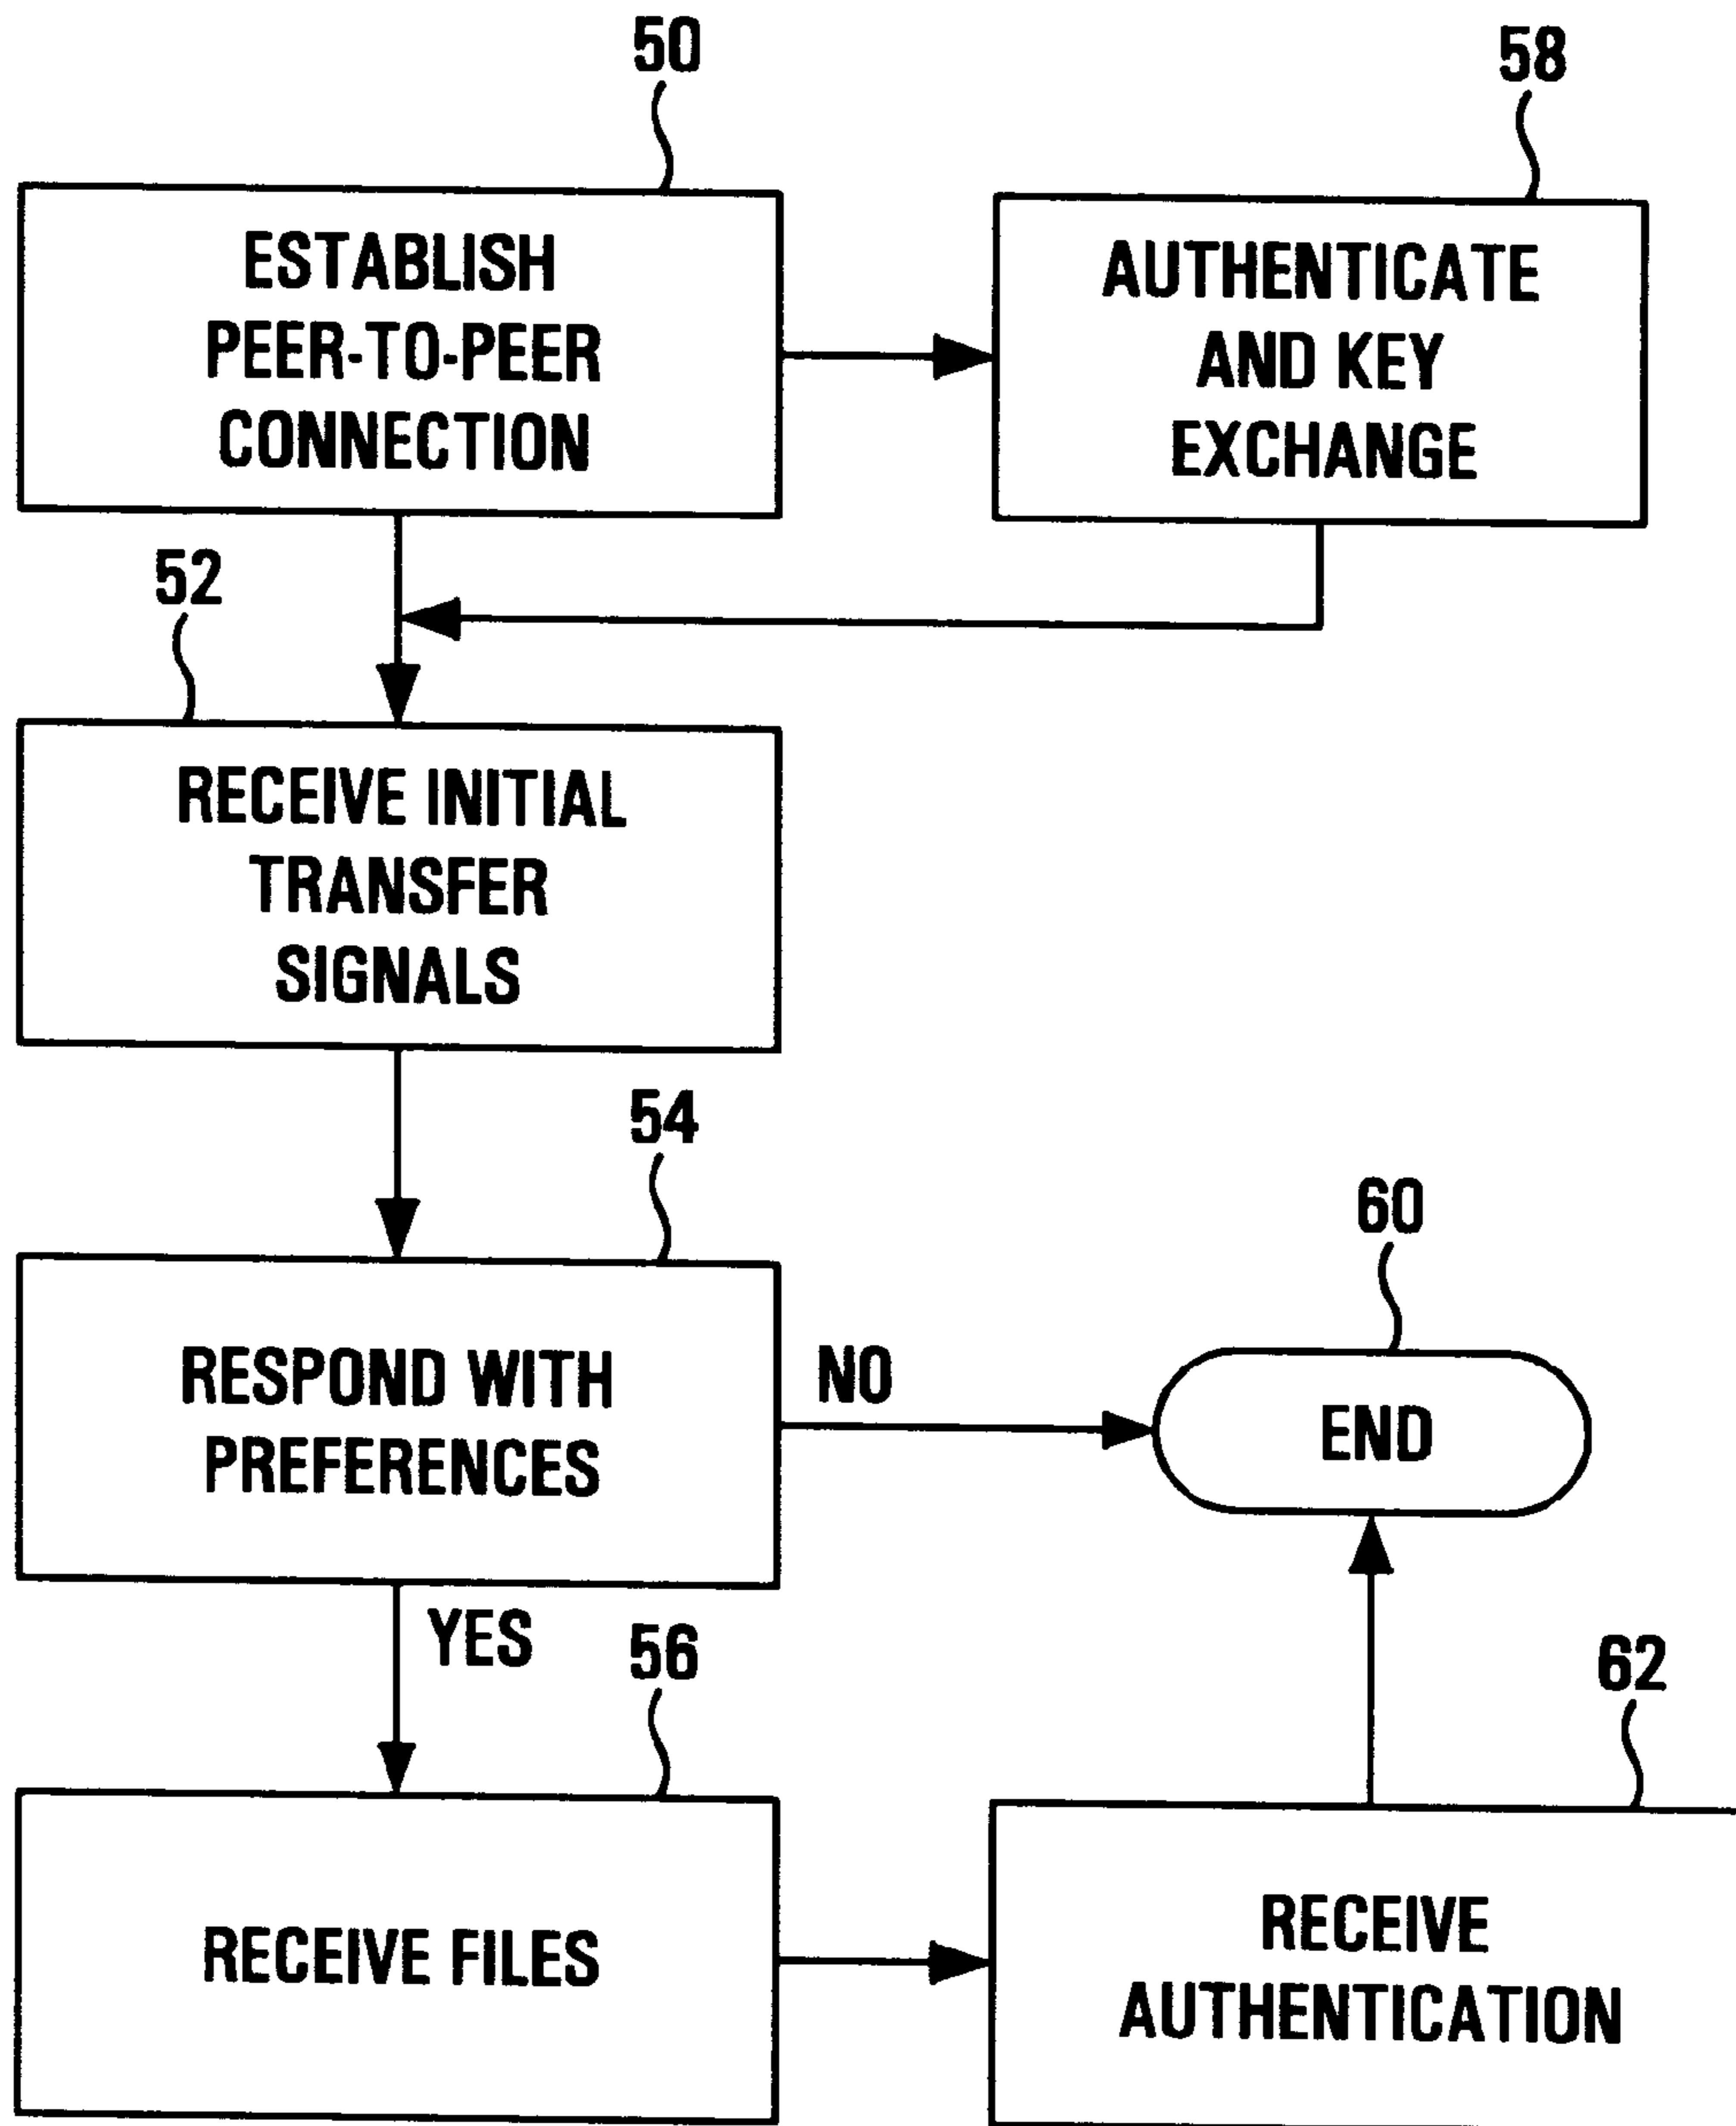 50
58
ESTABLISH
PEER-TO-PEER
CONNECTION
AUTHENTICATE
AND KEY
EXCHANGE
52
RECEIVE INITIAL
TRANSFER
SIGNALS
54
60
RESPOND WITH
PREFERENCES
NO
END
YES
56
62
RECEIVE FILES
RECEIVE
AUTHENTICATION